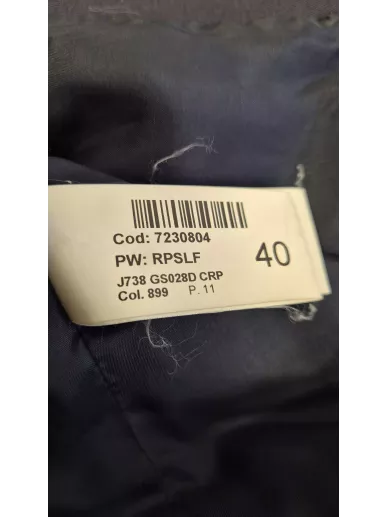 Cod: 7230804
PW: RPSLF
40
J738 GS028D CRP
Col. 899 P. 11